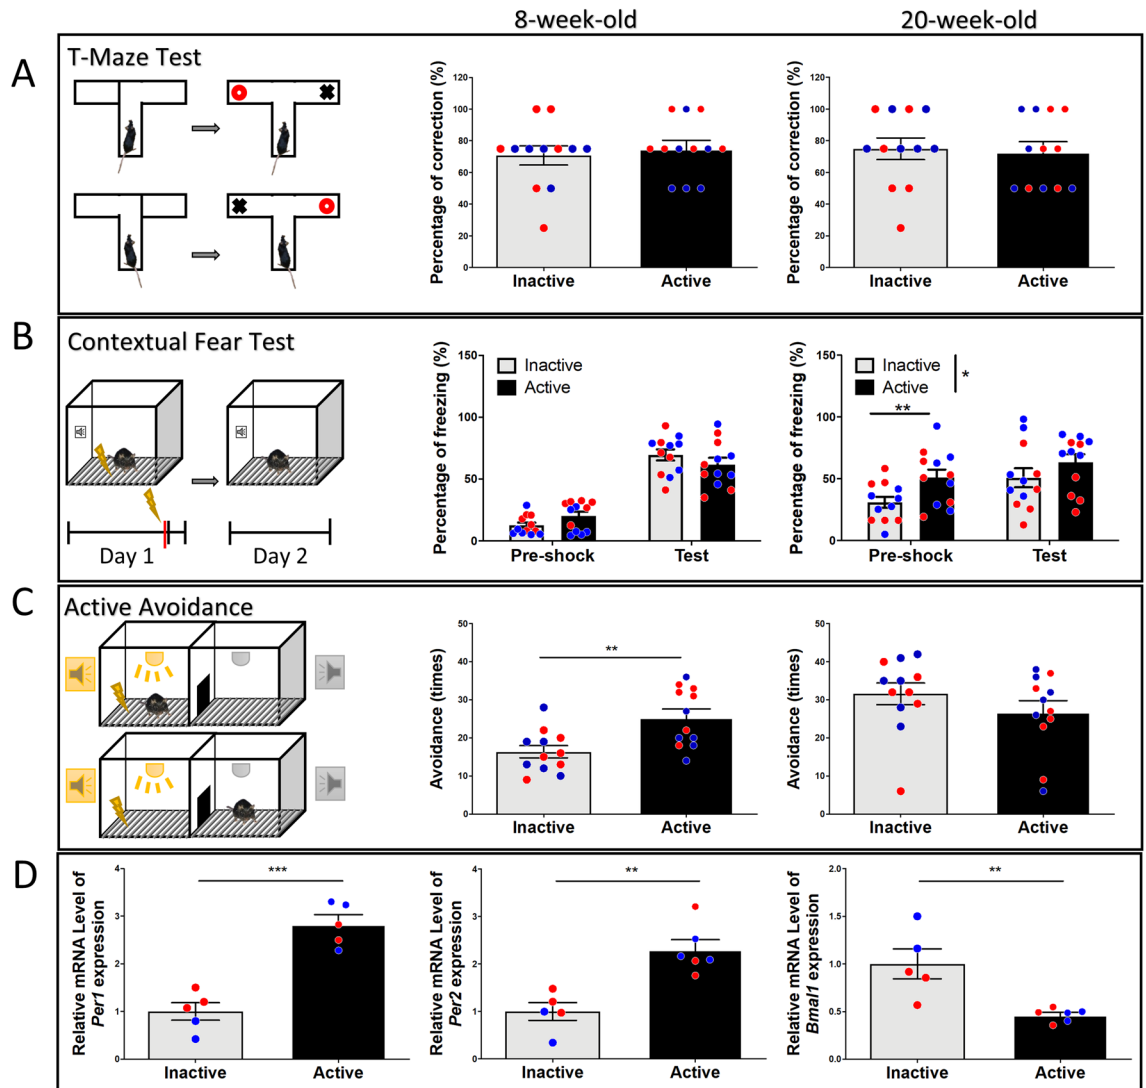 8-week-old
20-week-old
A
T-Maze Test
Percentage of correction (%)
120
100
80
60
40
20
0
Inactive
Active
Percentage of correction (%)
120
100
80
60
40
20
0
Inactive
Active
B
Contextual Fear Test
Day 1
Day 2
Percentage of freezing (%)
150
100
50
0
Inactive
Active
Pre-shock
Test
Percentage of freezing (%)
150
100
50
0
Inactive
Active
*
**
Pre-shock
Test
C
Active Avoidance
Avoidance (times)
50
40
30
20
10
0
**
Inactive
Active
Avoidance (times)
50
40
30
20
10
0
Inactive
Active
D
Relative mRNA Level of
Per1 expression
4
3
2
1
0
***
Inactive
Active
Relative mRNA Level of
Per2 expression
4
3
2
1
0
**
Inactive
Active
Relative mRNA Level of
Bmal1 expression
2.0
1.5
1.0
0.5
0.0
**
Inactive
Active